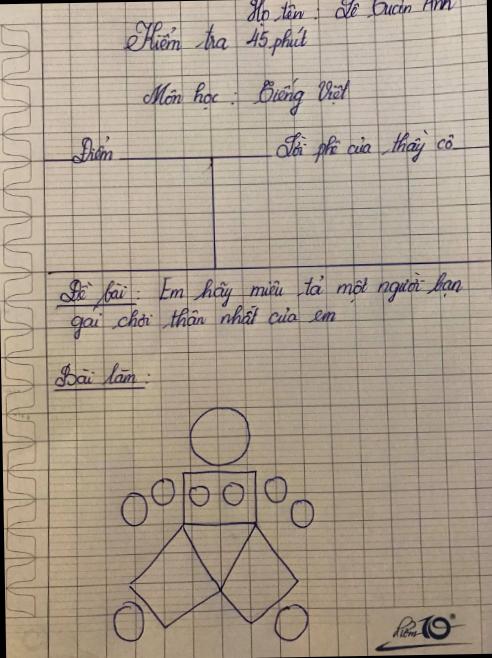 Họ tên : Lê Tuấn Anh
Kiểm tra 45 phút
Môn học : Tiếng Việt
Điểm
Lời phê của thầy cô
Đề bài : Em hãy miêu tả một người bạn
gái chơi thân nhất của em
Bài làm :
điểm 10